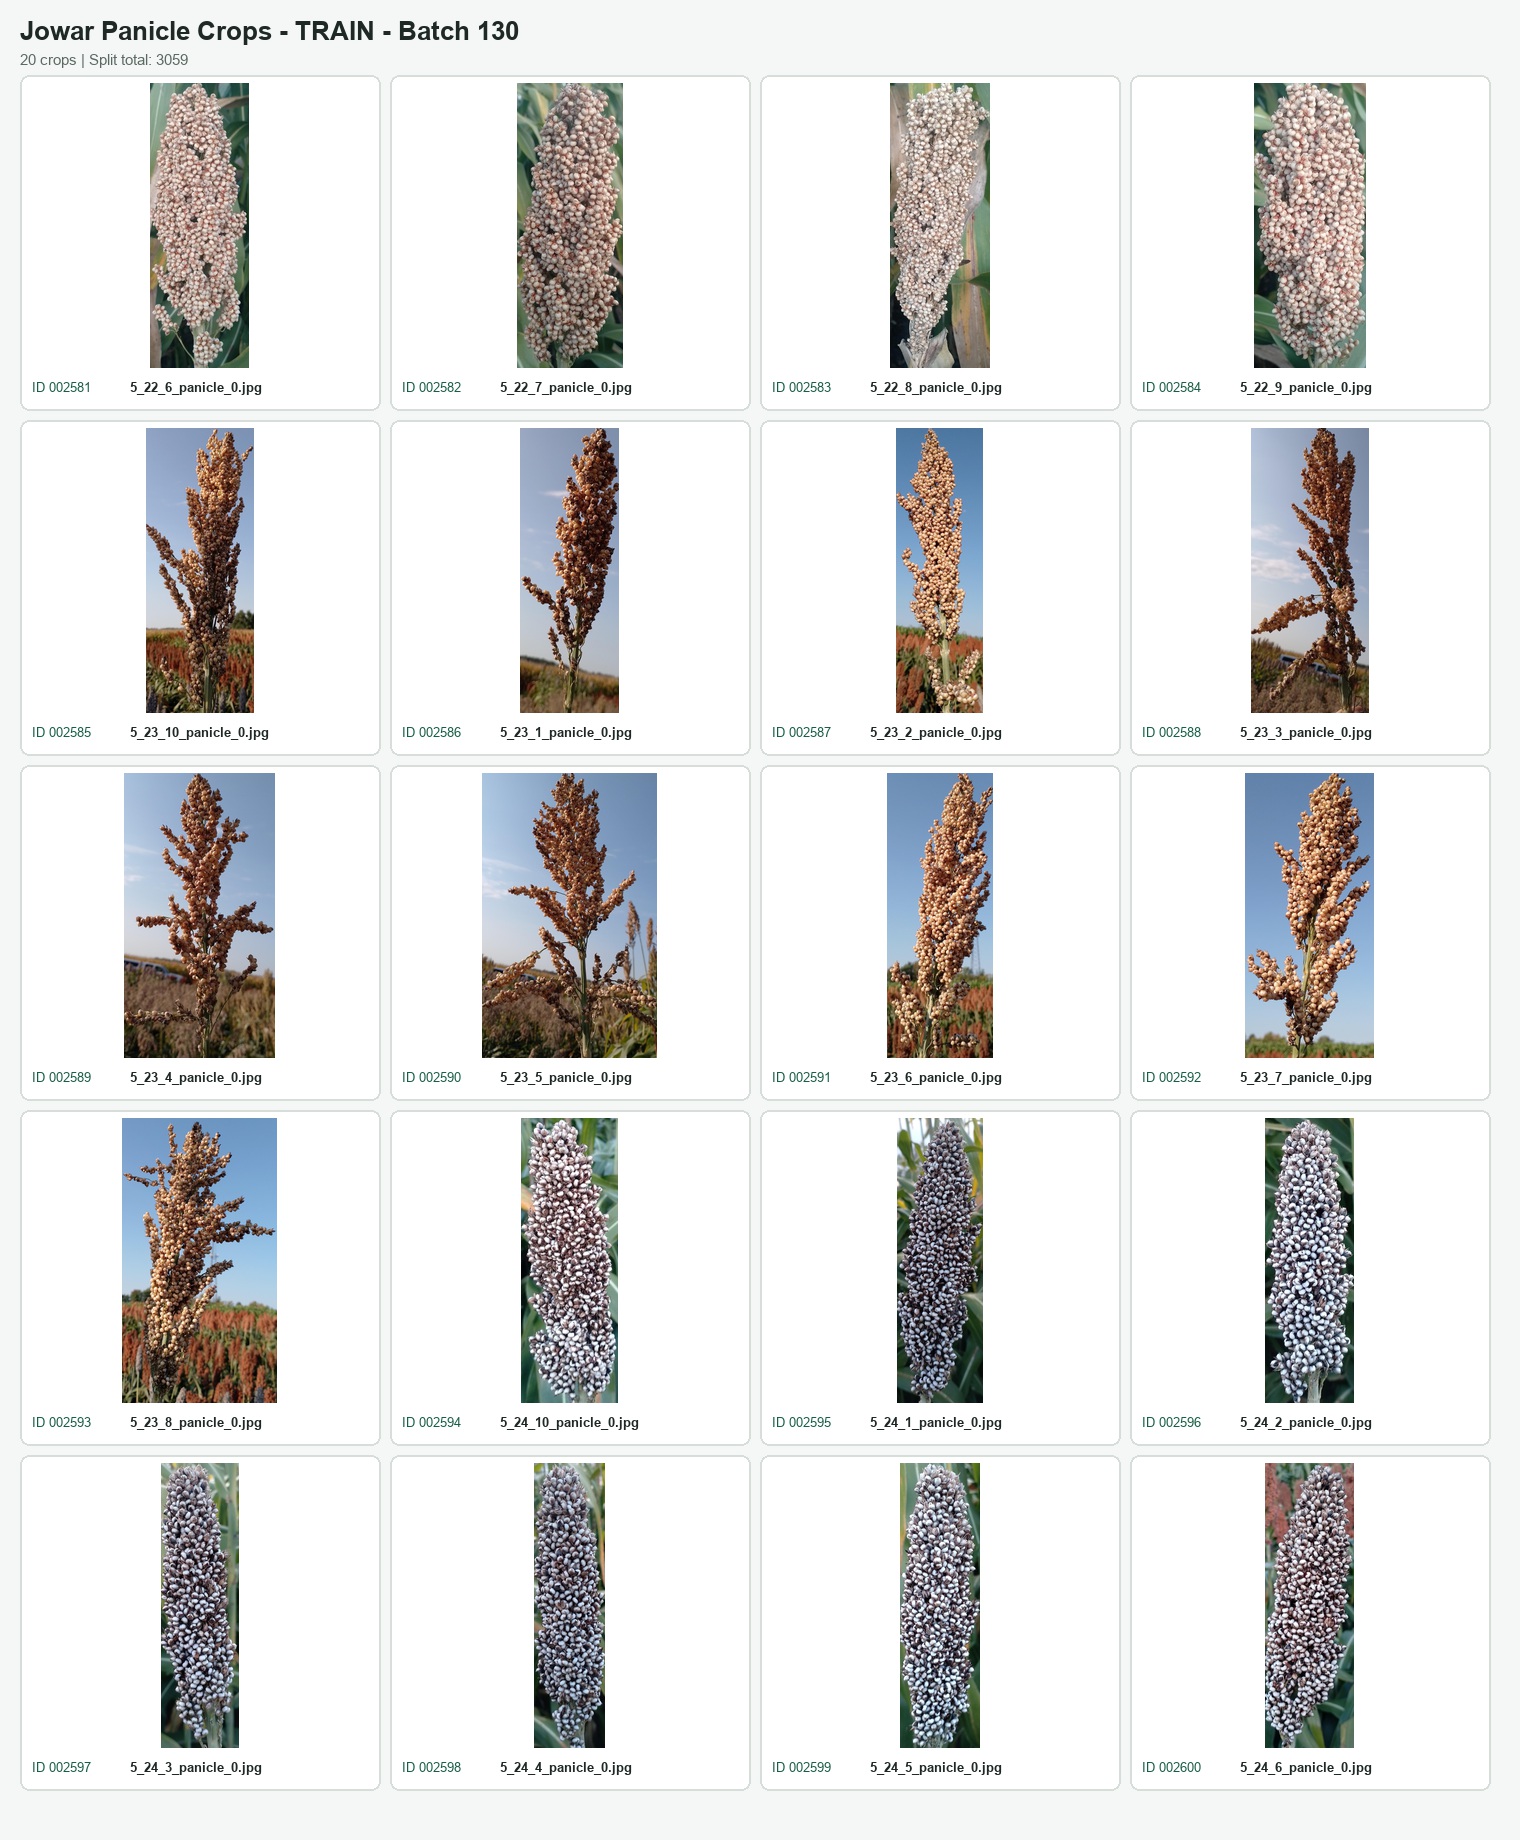 Jowar Panicle Crops - TRAIN - Batch 130
20 crops | Split total: 3059
ID 002581 5_22_6_panicle_0.jpg
ID 002582 5_22_7_panicle_0.jpg
ID 002583 5_22_8_panicle_0.jpg
ID 002584 5_22_9_panicle_0.jpg
ID 002585 5_23_10_panicle_0.jpg
ID 002586 5_23_1_panicle_0.jpg
ID 002587 5_23_2_panicle_0.jpg
ID 002588 5_23_3_panicle_0.jpg
ID 002589 5_23_4_panicle_0.jpg
ID 002590 5_23_5_panicle_0.jpg
ID 002591 5_23_6_panicle_0.jpg
ID 002592 5_23_7_panicle_0.jpg
ID 002593 5_23_8_panicle_0.jpg
ID 002594 5_24_10_panicle_0.jpg
ID 002595 5_24_1_panicle_0.jpg
ID 002596 5_24_2_panicle_0.jpg
ID 002597 5_24_3_panicle_0.jpg
ID 002598 5_24_4_panicle_0.jpg
ID 002599 5_24_5_panicle_0.jpg
ID 002600 5_24_6_panicle_0.jpg